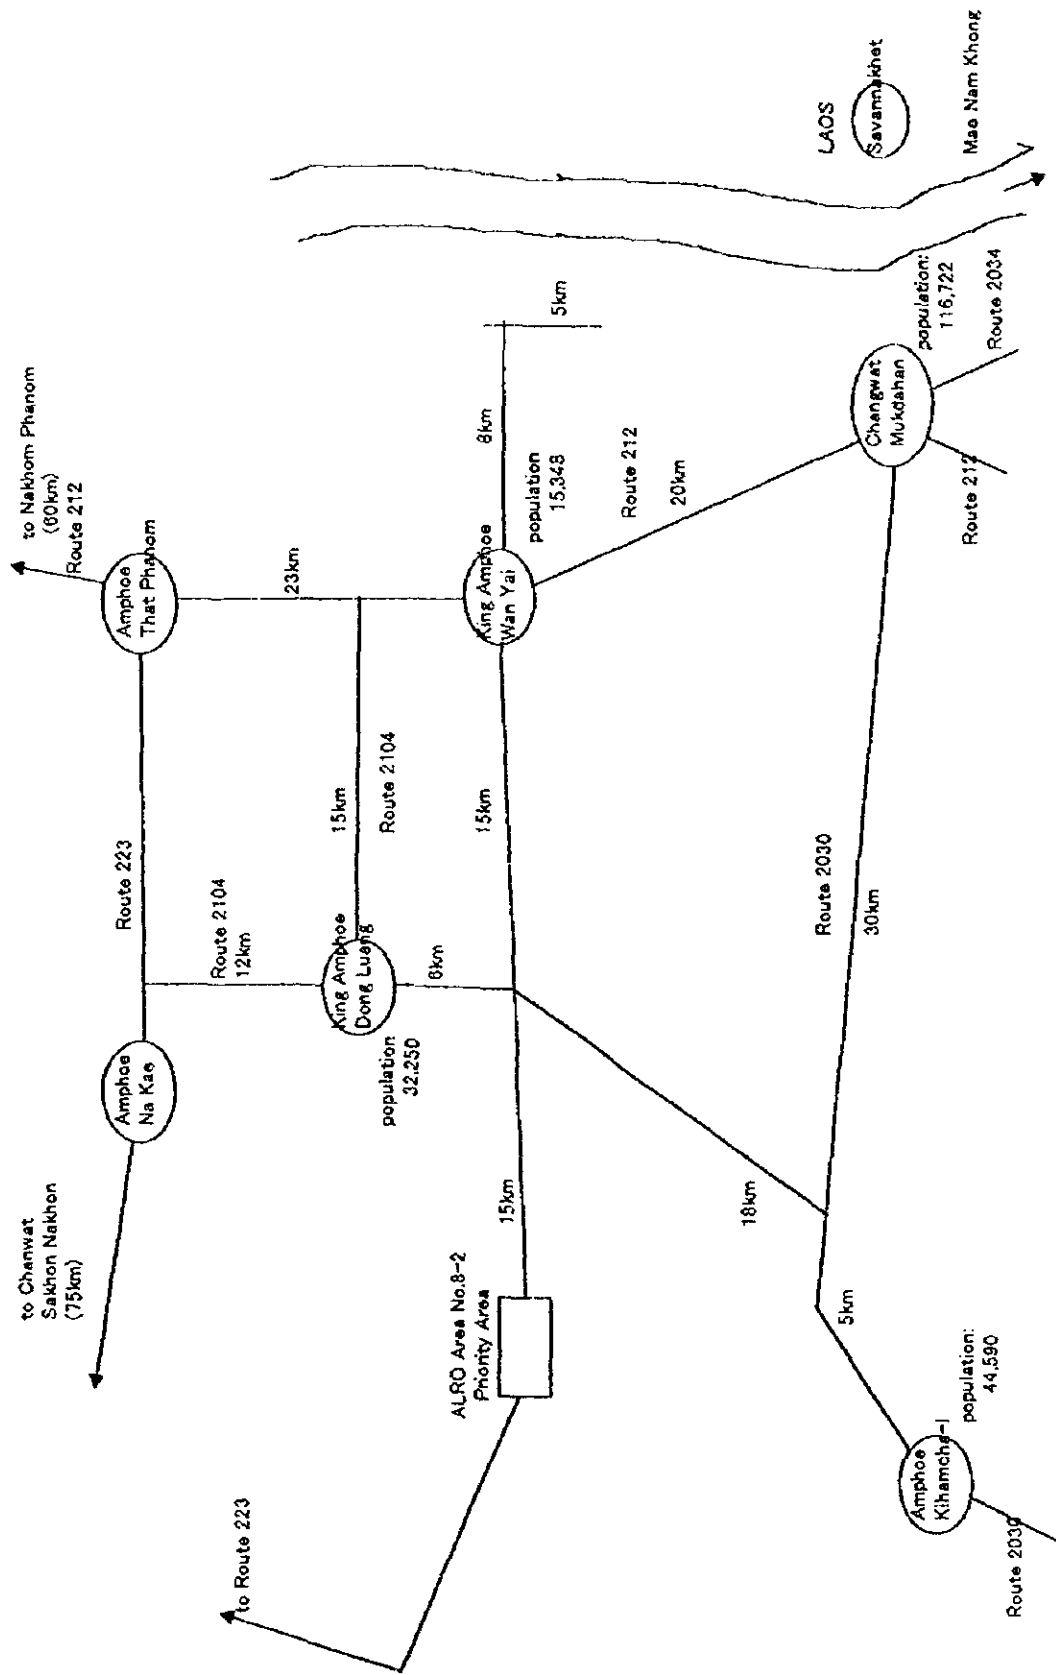 to Nakhom Phanom
(60km)
Route 212
to Chanwat
Sakhon Nakhon
(75km)
Amphoe
Na Kae
Route 223
Amphoe
That Phanom
to Route 223
Route 2104
12km
23km
King Amphoe
Dong Luang
15km
Route 2104
population
32,250
6km
ALRO Area No.8-2
Priority Area
15km
15km
King Amphoe
Wan Yai
8km
5km
population
15,348
Route 212
20km
18km
Route 2030
30km
5km
LAOS
Savannakhet
Changwat
Mukdahan
population:
116,722
Amphoe
Kihamcha-I
population:
44,590
Mae Nam Khong
Route 212
Route 2034
Route 2030